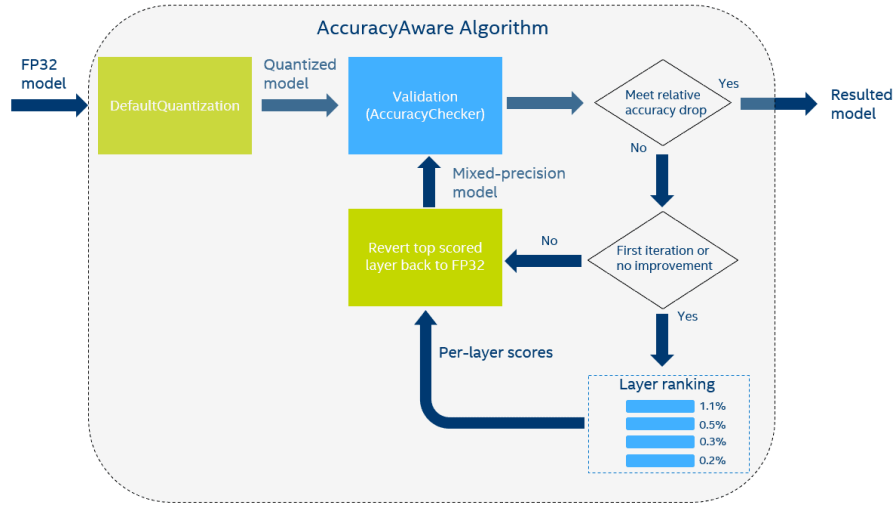 AccuracyAware Algorithm
FP32
model
DefaultQuantization
Quantized
model
Validation
(AccuracyChecker)
Meet relative
accuracy drop
Yes
Resulted
model
No
Mixed-precision
model
Revert top scored
layer back to FP32
No
First iteration or
no improvement
Yes
Per-layer scores
Layer ranking
1.1%
0.5%
0.3%
0.2%